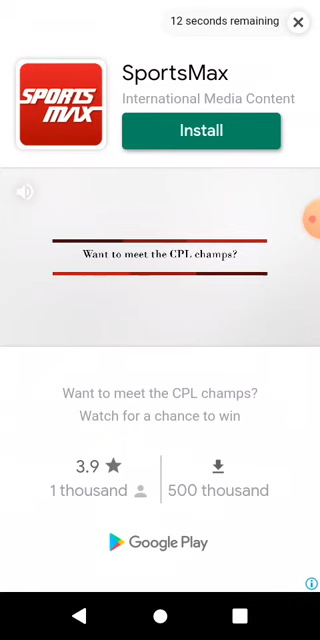 12 seconds remaining
SportsMax
International Media Content
SPORTS
MAX
Install
Want to meet the CPL champs?
Want to meet the CPL champs?
Watch for a chance to win
3.9
1 thousand
500 thousand
Google Play